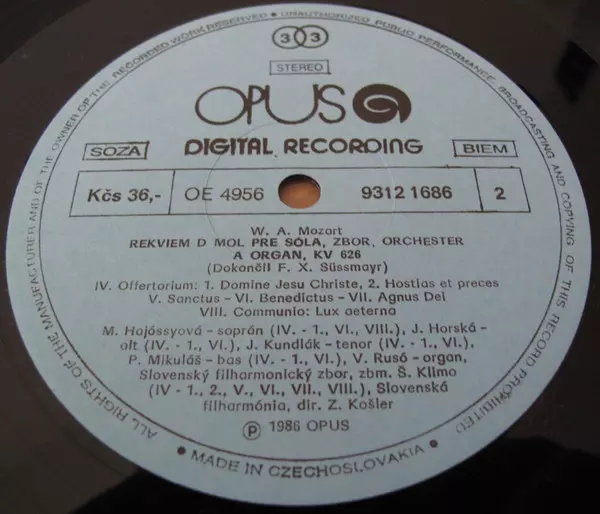 ALL RIGHTS OF THE MANUFACTURER AND OF THE OWNER OF THE RECORDED WORK RESERVED • UNAUTHORIZED PUBLIC PERFORMANCE, BROADCASTING AND COPYING OF THIS RECORD PROHIBITED
33
STEREO
OPUS
SOZA DIGITAL RECORDING BIEM
Kčs 36,- OE 4956 9312 1686 2
W. A. Mozart
REKVIEM D MOL PRE SÓLA, ZBOR, ORCHESTER
A ORGAN, KV 626
(Dokončil F. X. Süssmayr)
IV. Offertorium: 1. Domine Jesu Christe, 2. Hostias et preces
V. Sanctus - VI. Benedictus - VII. Agnus Dei
VIII. Communio: Lux aeterna
M. Hajóssyová - soprán (IV. - 1., VI., VIII.), J. Horská -
alt (IV. - 1., VI.), J. Kundlák - tenor (IV. - 1., VI.),
P. Mikuláš - bas (IV. - 1., VI.), V. Rusó - organ,
Slovenský filharmonický zbor, zbm. Š. Klimo
(IV - 1., 2., V., VI., VII., VIII.), Slovenská
filharmónia, dir. Z. Košler
Ⓟ 1986 OPUS
• MADE IN CZECHOSLOVAKIA •